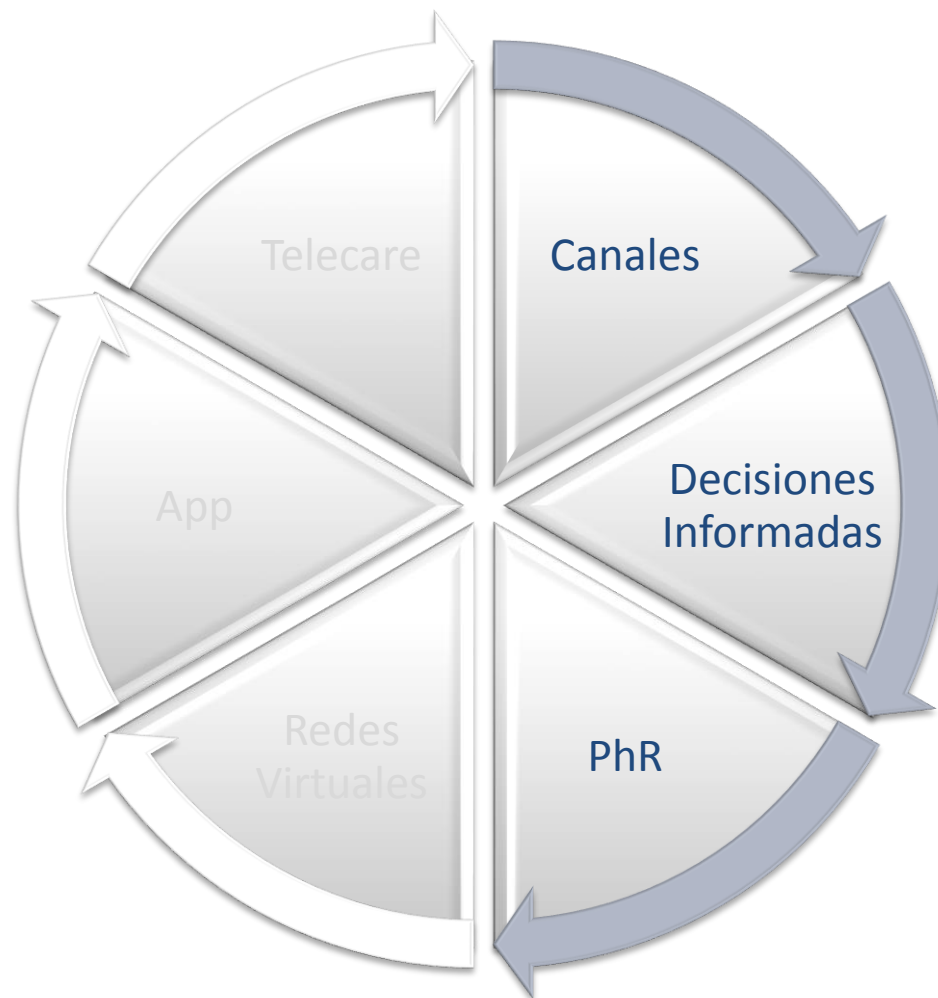 Telecare
Canales
App
Decisiones
Informadas
Redes
Virtuales
PhR